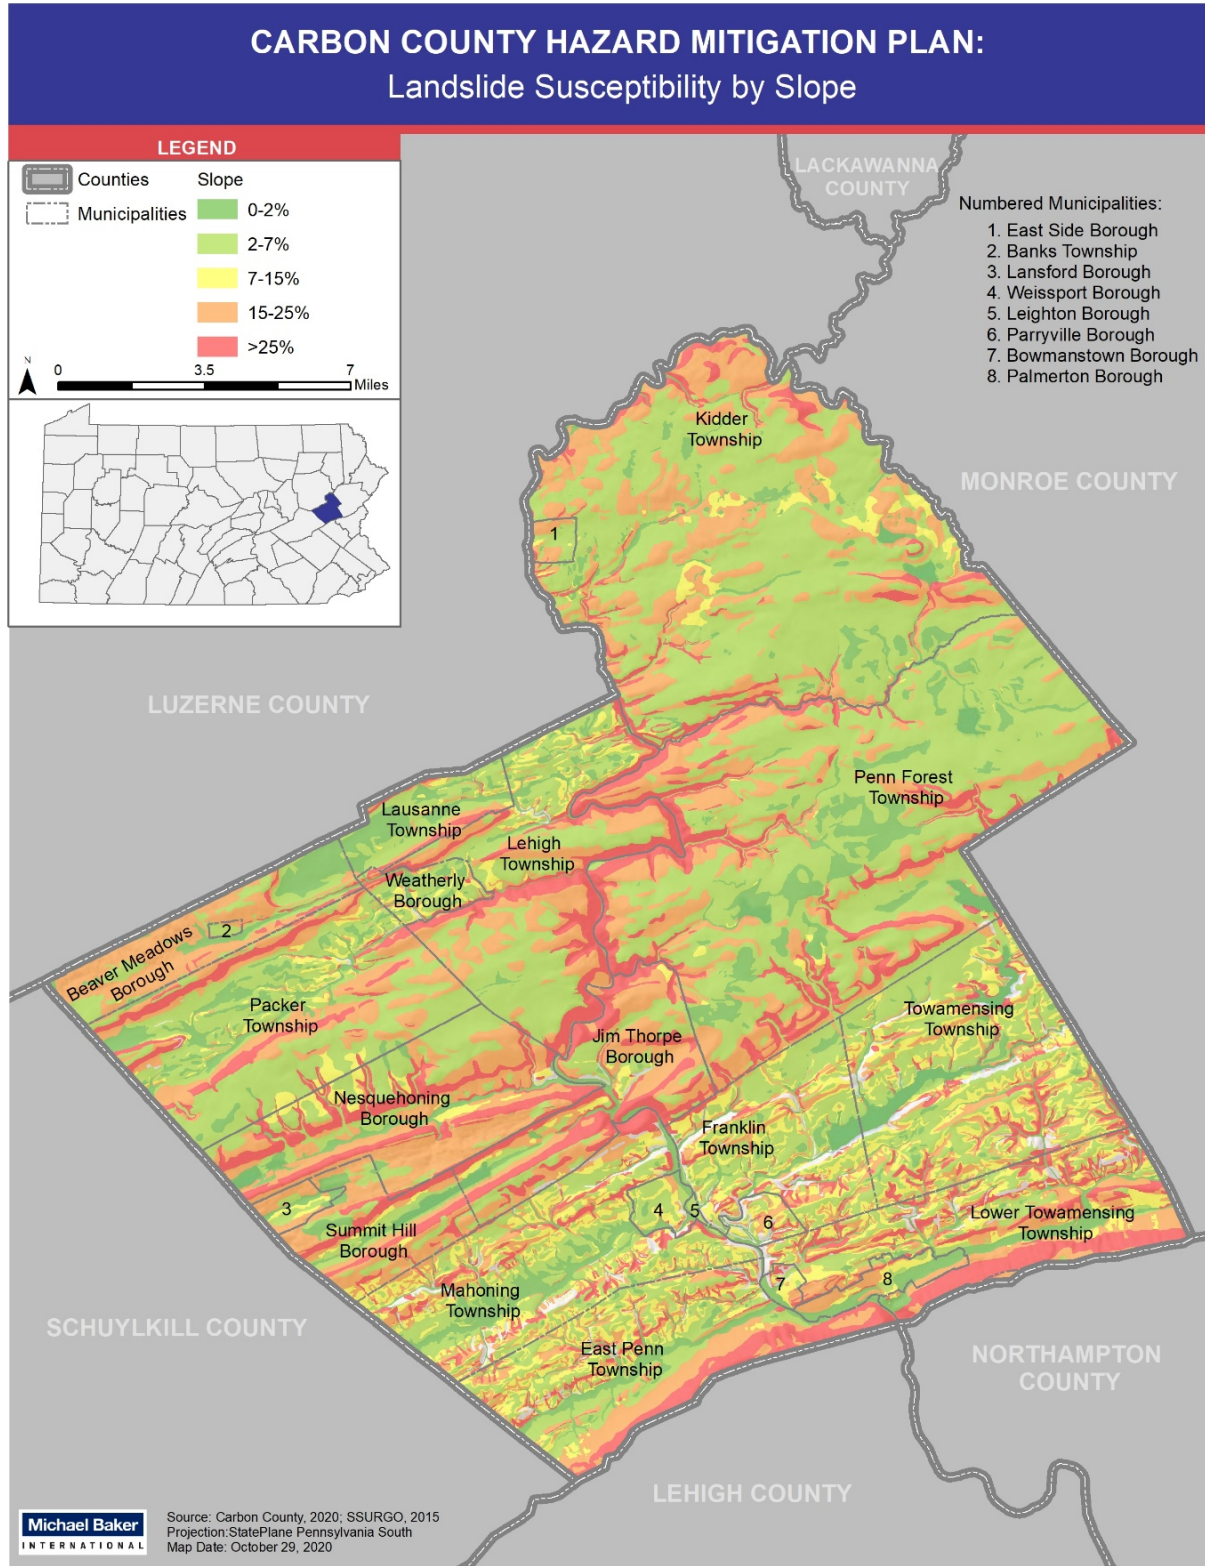 CARBON COUNTY HAZARD MITIGATION PLAN:
Landslide Susceptibility by Slope
LEGEND
Counties
Municipalities
Slope
0-2%
2-7%
7-15%
15-25%
>25%
N
0 3.5 7
Miles
Numbered Municipalities:
1. East Side Borough
2. Banks Township
3. Lansford Borough
4. Weissport Borough
5. Leighton Borough
6. Parryville Borough
7. Bowmanstown Borough
8. Palmerton Borough
LACKAWANNA
COUNTY
Kidder
Township
MONROE COUNTY
1
LUZERNE COUNTY
Penn Forest
Township
Lausanne
Township
Lehigh
Township
Weatherly
Borough
2
Beaver Meadows
Borough
Packer
Township
Towamensing
Township
Jim Thorpe
Borough
Nesquehoning
Borough
Franklin
Township
3
4
5
6
Summit Hill
Borough
Lower Towamensing
Township
7
8
Mahoning
Township
SCHUYLKILL COUNTY
East Penn
Township
NORTHAMPTON
COUNTY
LEHIGH COUNTY
Michael Baker
INTERNATIONAL
Source: Carbon County, 2020; SSURGO, 2015
Projection:StatePlane Pennsylvania South
Map Date: October 29, 2020